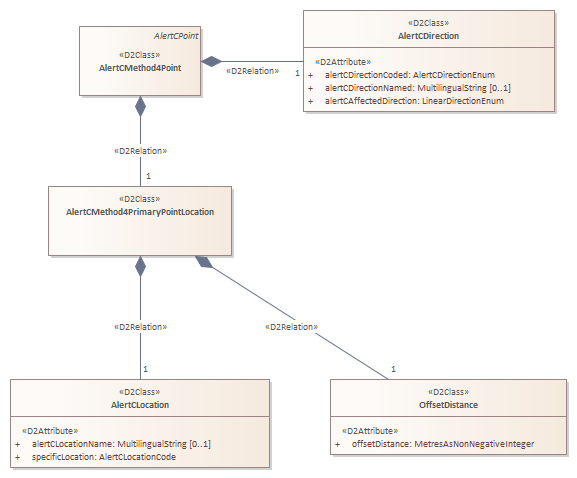 AlertCPoint
«D2Class»
AlertCMethod4Point
«D2Relation»
1
«D2Class»
AlertCDirection
«D2Attribute»
+ alertCDirectionCoded: AlertCDirectionEnum
+ alertCDirectionNamed: MultilingualString [0..1]
+ alertCAffectedDirection: LinearDirectionEnum
«D2Relation»
1
«D2Class»
AlertCMethod4PrimaryPointLocation
«D2Relation»
1
«D2Relation»
1
«D2Class»
AlertCLocation
«D2Attribute»
+ alertCLocationName: MultilingualString [0..1]
+ specificLocation: AlertCLocationCode
«D2Class»
OffsetDistance
«D2Attribute»
+ offsetDistance: MetresAsNonNegativeInteger